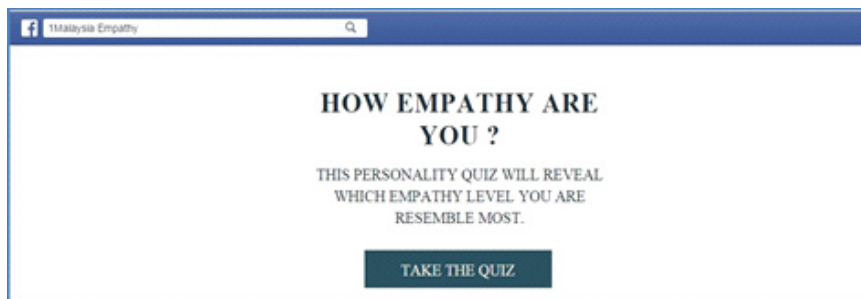 1Malaysia Empathy
HOW EMPATHY ARE
YOU ?
THIS PERSONALITY QUIZ WILL REVEAL
WHICH EMPATHY LEVEL YOU ARE
RESEMBLE MOST.
TAKE THE QUIZ